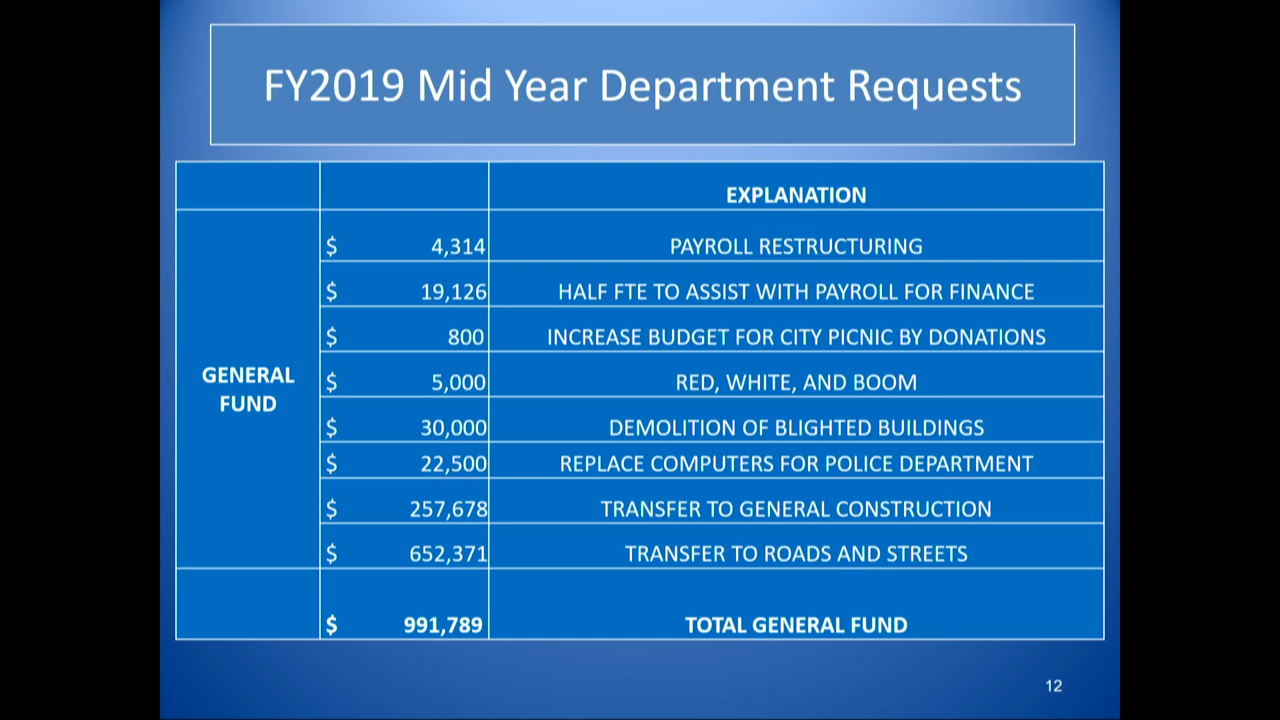 FY2019 Mid Year Department Requests
EXPLANATION
GENERAL
FUND
$ 4,314 PAYROLL RESTRUCTURING
$ 19,126 HALF FTE TO ASSIST WITH PAYROLL FOR FINANCE
$ 800 INCREASE BUDGET FOR CITY PICNIC BY DONATIONS
$ 5,000 RED, WHITE, AND BOOM
$ 30,000 DEMOLITION OF BLIGHTED BUILDINGS
$ 22,500 REPLACE COMPUTERS FOR POLICE DEPARTMENT
$ 257,678 TRANSFER TO GENERAL CONSTRUCTION
$ 652,371 TRANSFER TO ROADS AND STREETS
$ 991,789 TOTAL GENERAL FUND
12